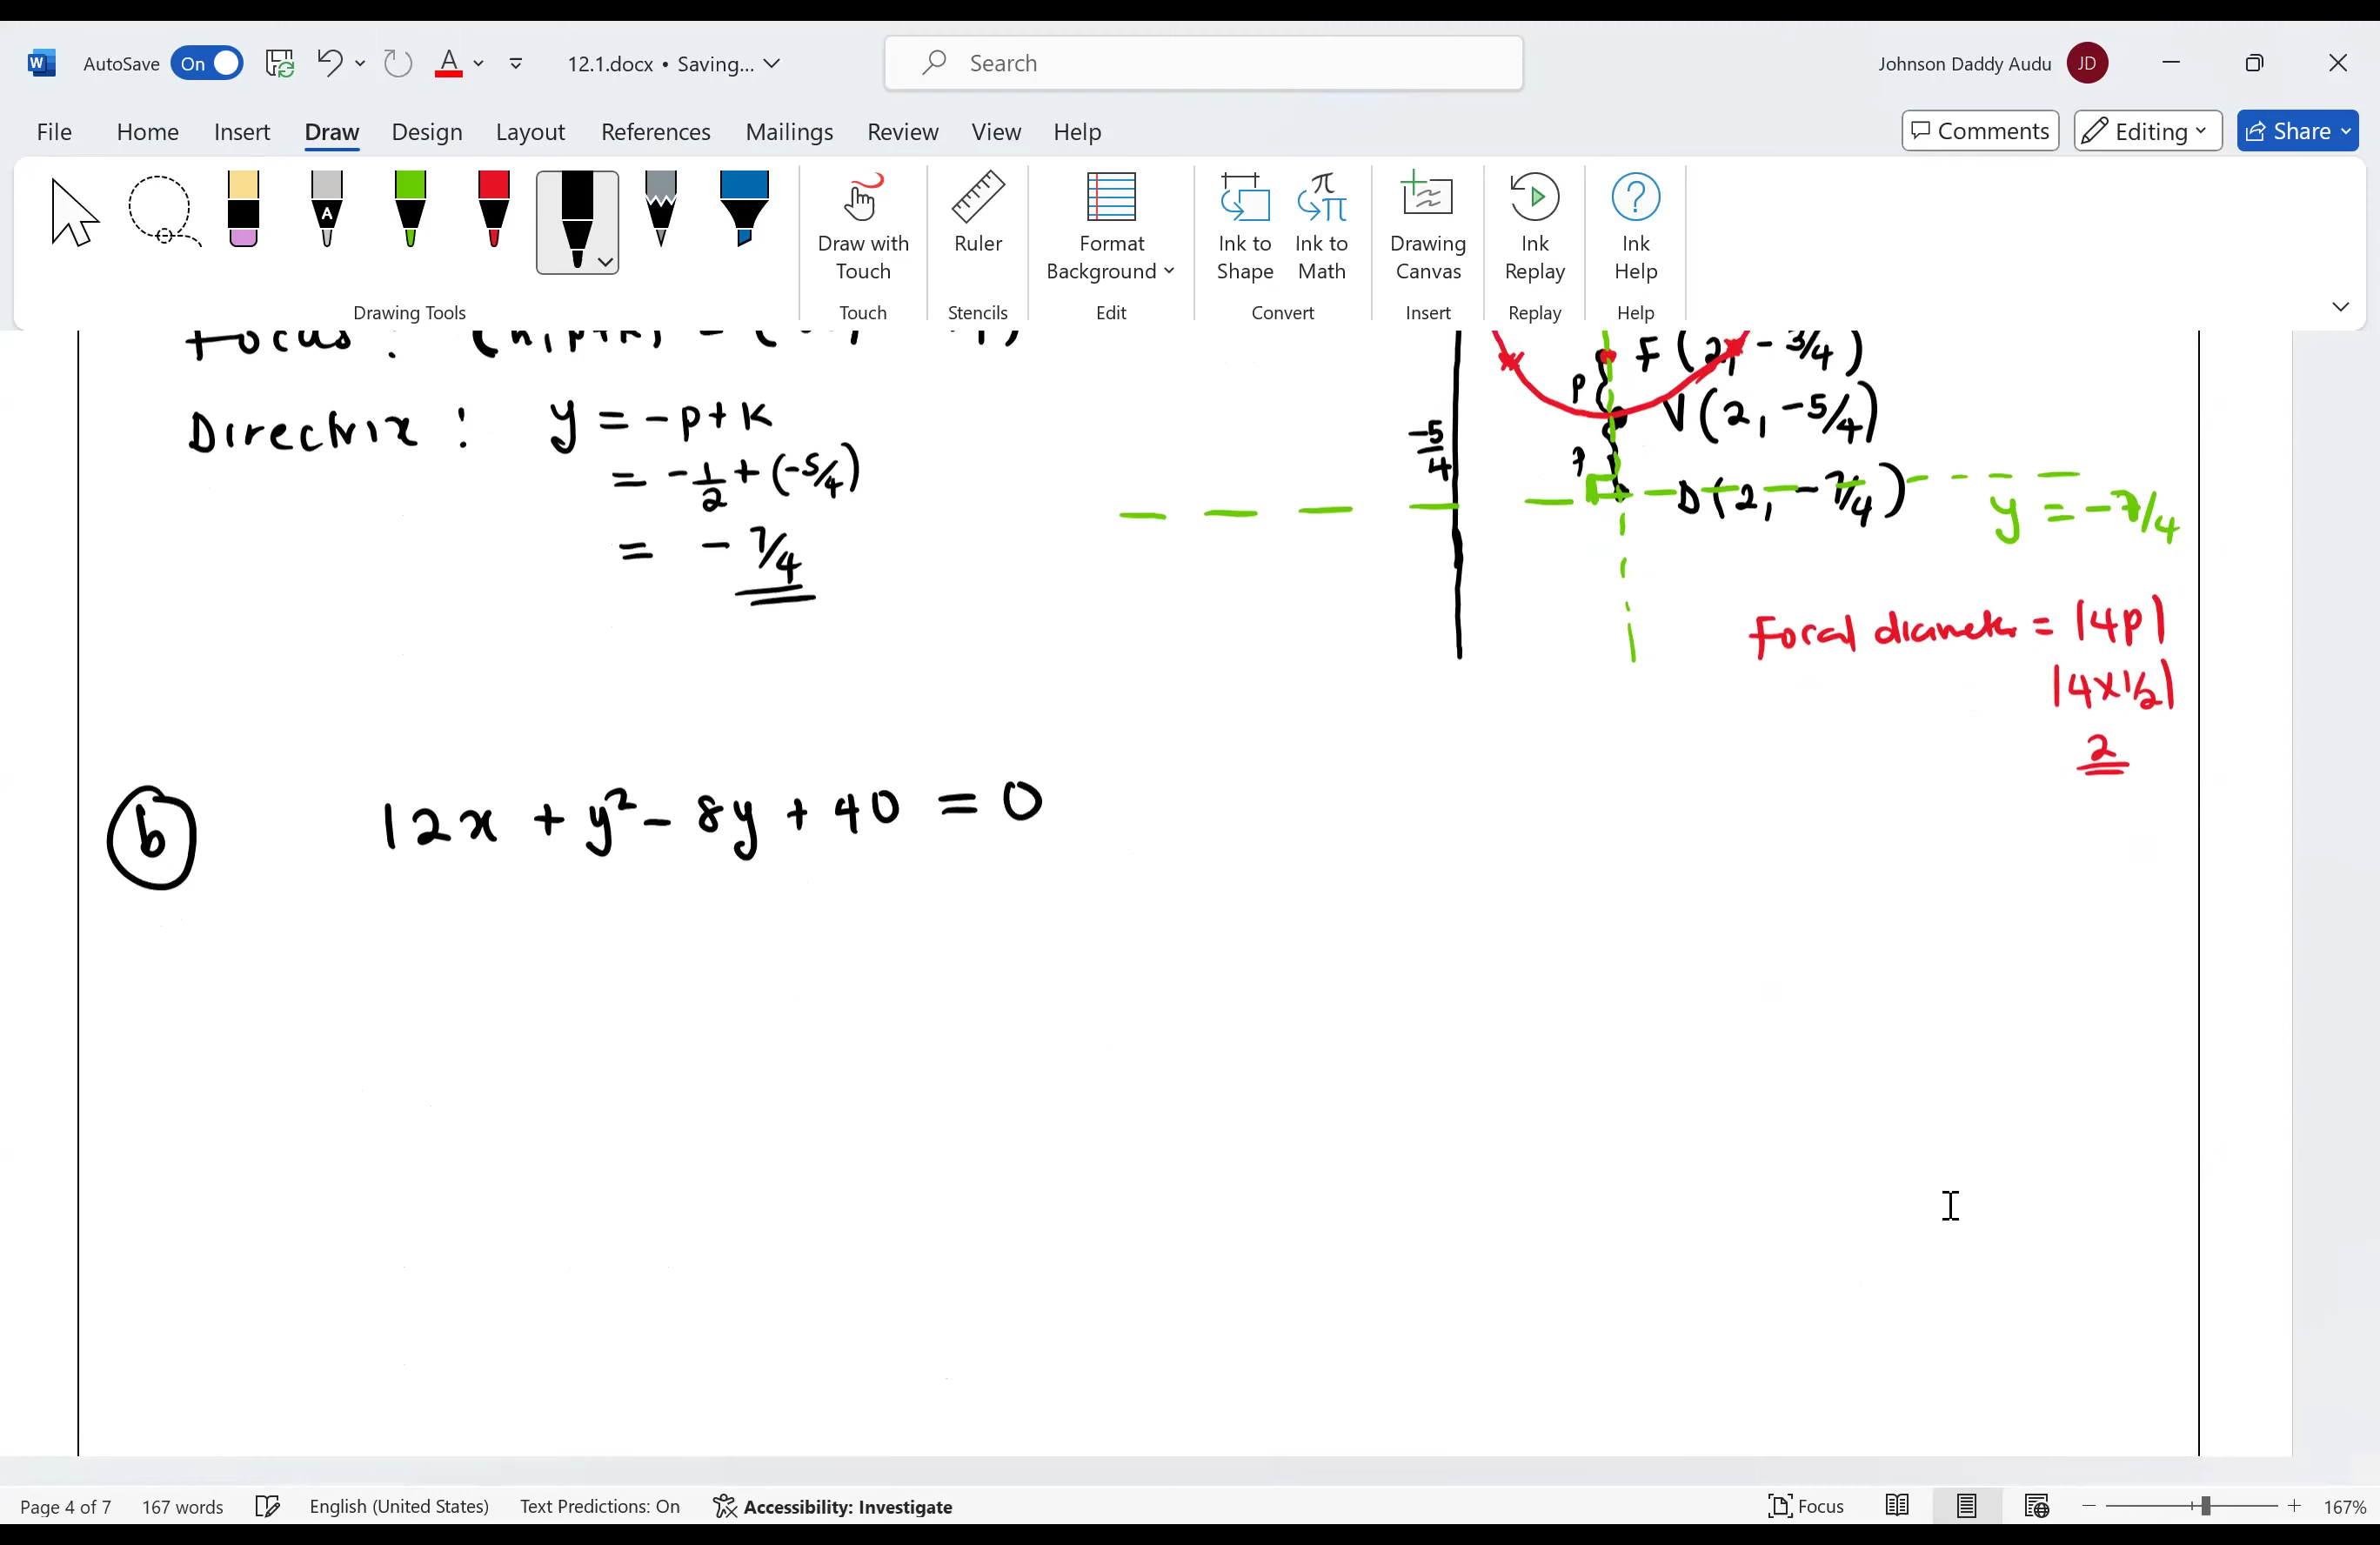 AutoSave On 12.1.docx • Saving... Search Johnson Daddy Audu JD
File Home Insert Draw Design Layout References Mailings Review View Help Comments Editing Share
Draw with Touch
Ruler
Format Background
Ink to Shape
Ink to Math
Drawing Canvas
Ink Replay
Ink Help
Drawing Tools Touch Stencils Edit Convert Insert Replay Help
Focus :
Directrix : y = -p+k
= -1/2 + (-5/4)
= -7/4
F (2, -3/4)
p
V(2, -5/4)
-5/4
D(2, -7/4)
y = -7/4
Focal diameter = |4p|
|4x1/2|
2
b 12x + y² - 8y + 40 = 0
Page 4 of 7 167 words English (United States) Text Predictions: On Accessibility: Investigate Focus 167%